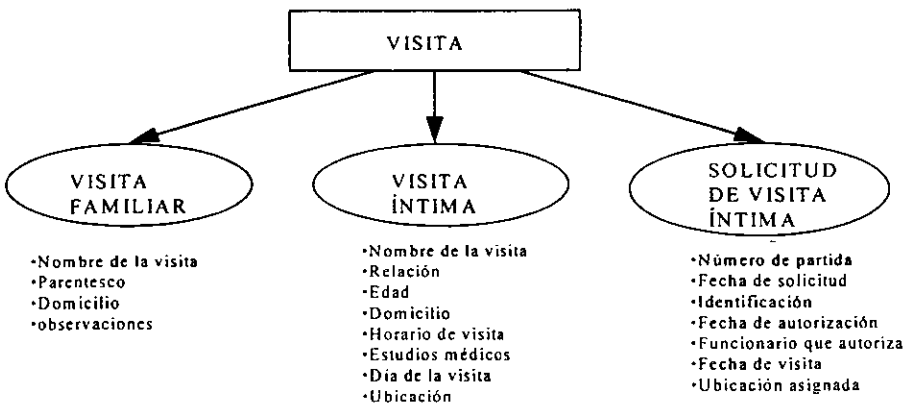 VISITA
VISITA
FAMILIAR
•Nombre de la visita
•Parentesco
•Domicilio
•observaciones
VISITA
ÍNTIMA
•Nombre de la visita
•Relación
•Edad
•Domicilio
•Horario de visita
•Estudios médicos
•Día de la visita
•Ubicación
SOLICITUD
DE VISITA
ÍNTIMA
•Número de partida
•Fecha de solicitud
•Identificación
•Fecha de autorización
•Funcionario que autoriza
•Fecha de visita
•Ubicación asignada